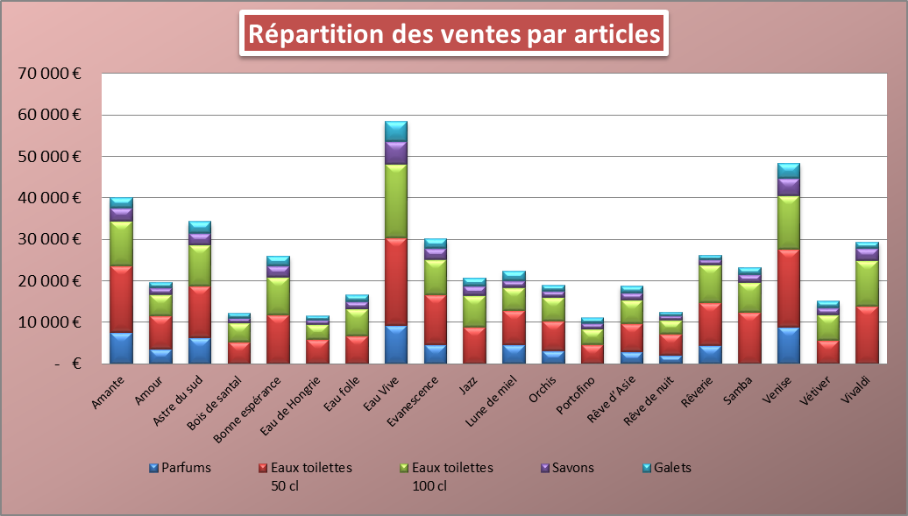 Répartition des ventes par articles
70 000 €
60 000 €
50 000 €
40 000 €
30 000 €
20 000 €
10 000 €
- €
Amante
Amour
Astre du sud
Bois de santal
Bonne espérance
Eau de Hongrie
Eau folle
Eau Vive
Evanescence
Jazz
Lune de miel
Orchis
Portofino
Rêve d'Asie
Rêve de nuit
Rêverie
Samba
Venise
Vétiver
Vivaldi
Parfums
Eaux toilettes
50 cl
Eaux toilettes
100 cl
Savons
Galets